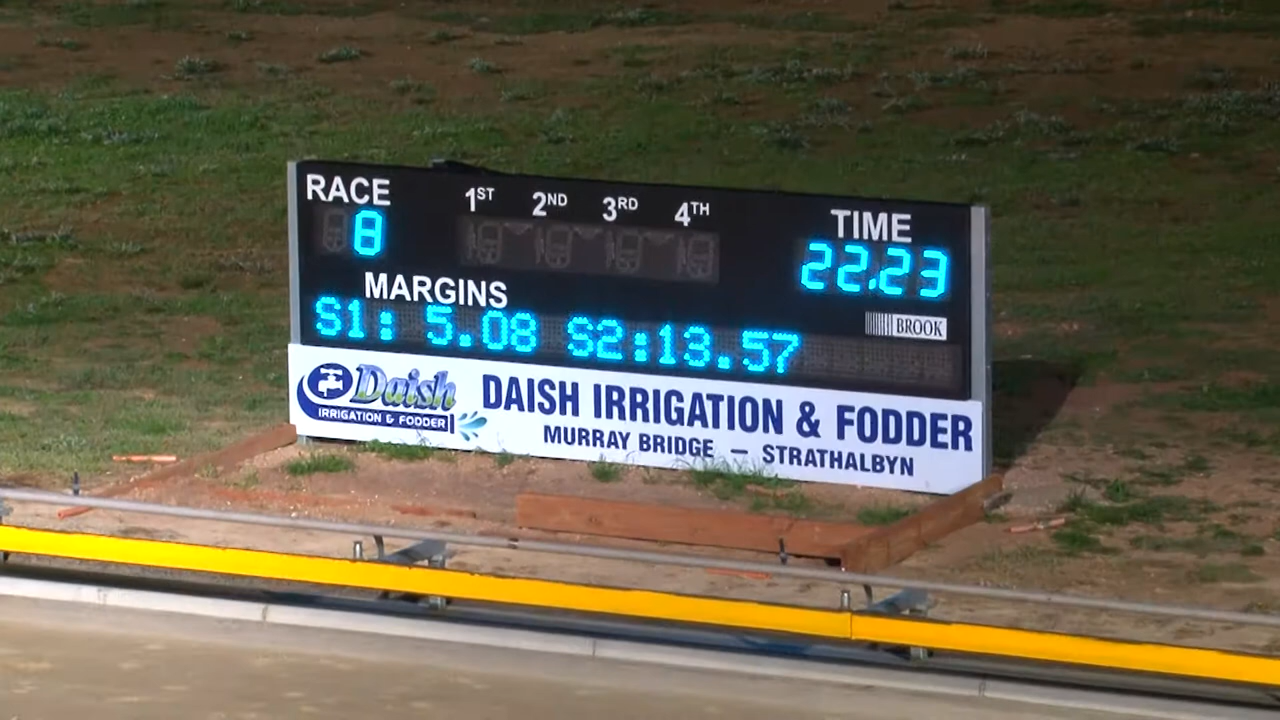 RACE 1ST 2ND 3RD 4TH TIME
8 22.23
MARGINS
BROOK
S1: 5.08 S2:13.57
Daish
IRRIGATION & FODDER
DAISH IRRIGATION & FODDER
MURRAY BRIDGE — STRATHALBYN